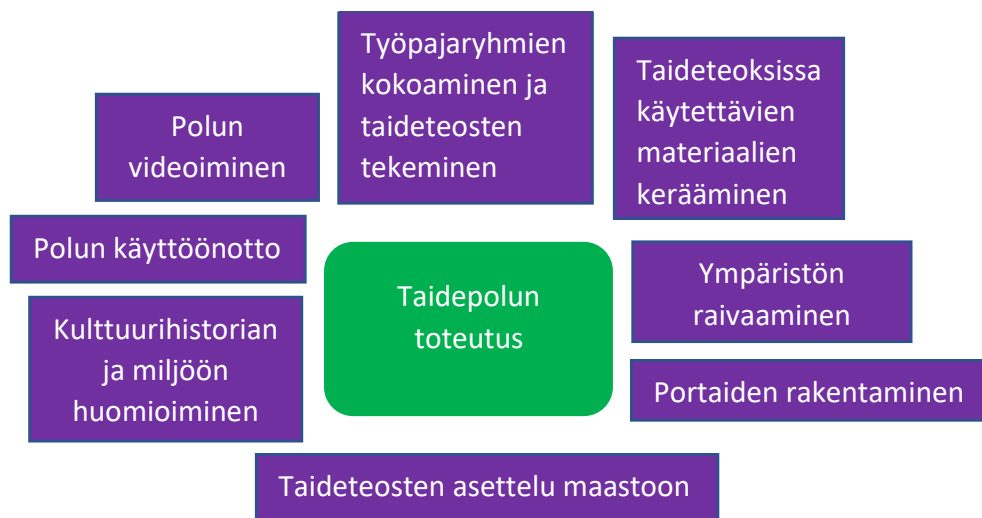 Työpajaryhmien
kokoaminen ja
taideteosten
tekeminen
Taideteoksissa
käytettävien
materiaalien
kerääminen
Polun
videoiminen
Polun käyttöönotto
Taidepolun
toteutus
Ympäristön
raivaaminen
Kulttuurihistorian
ja miljöön
huomioiminen
Portaiden rakentaminen
Taideteosten asettelu maastoon